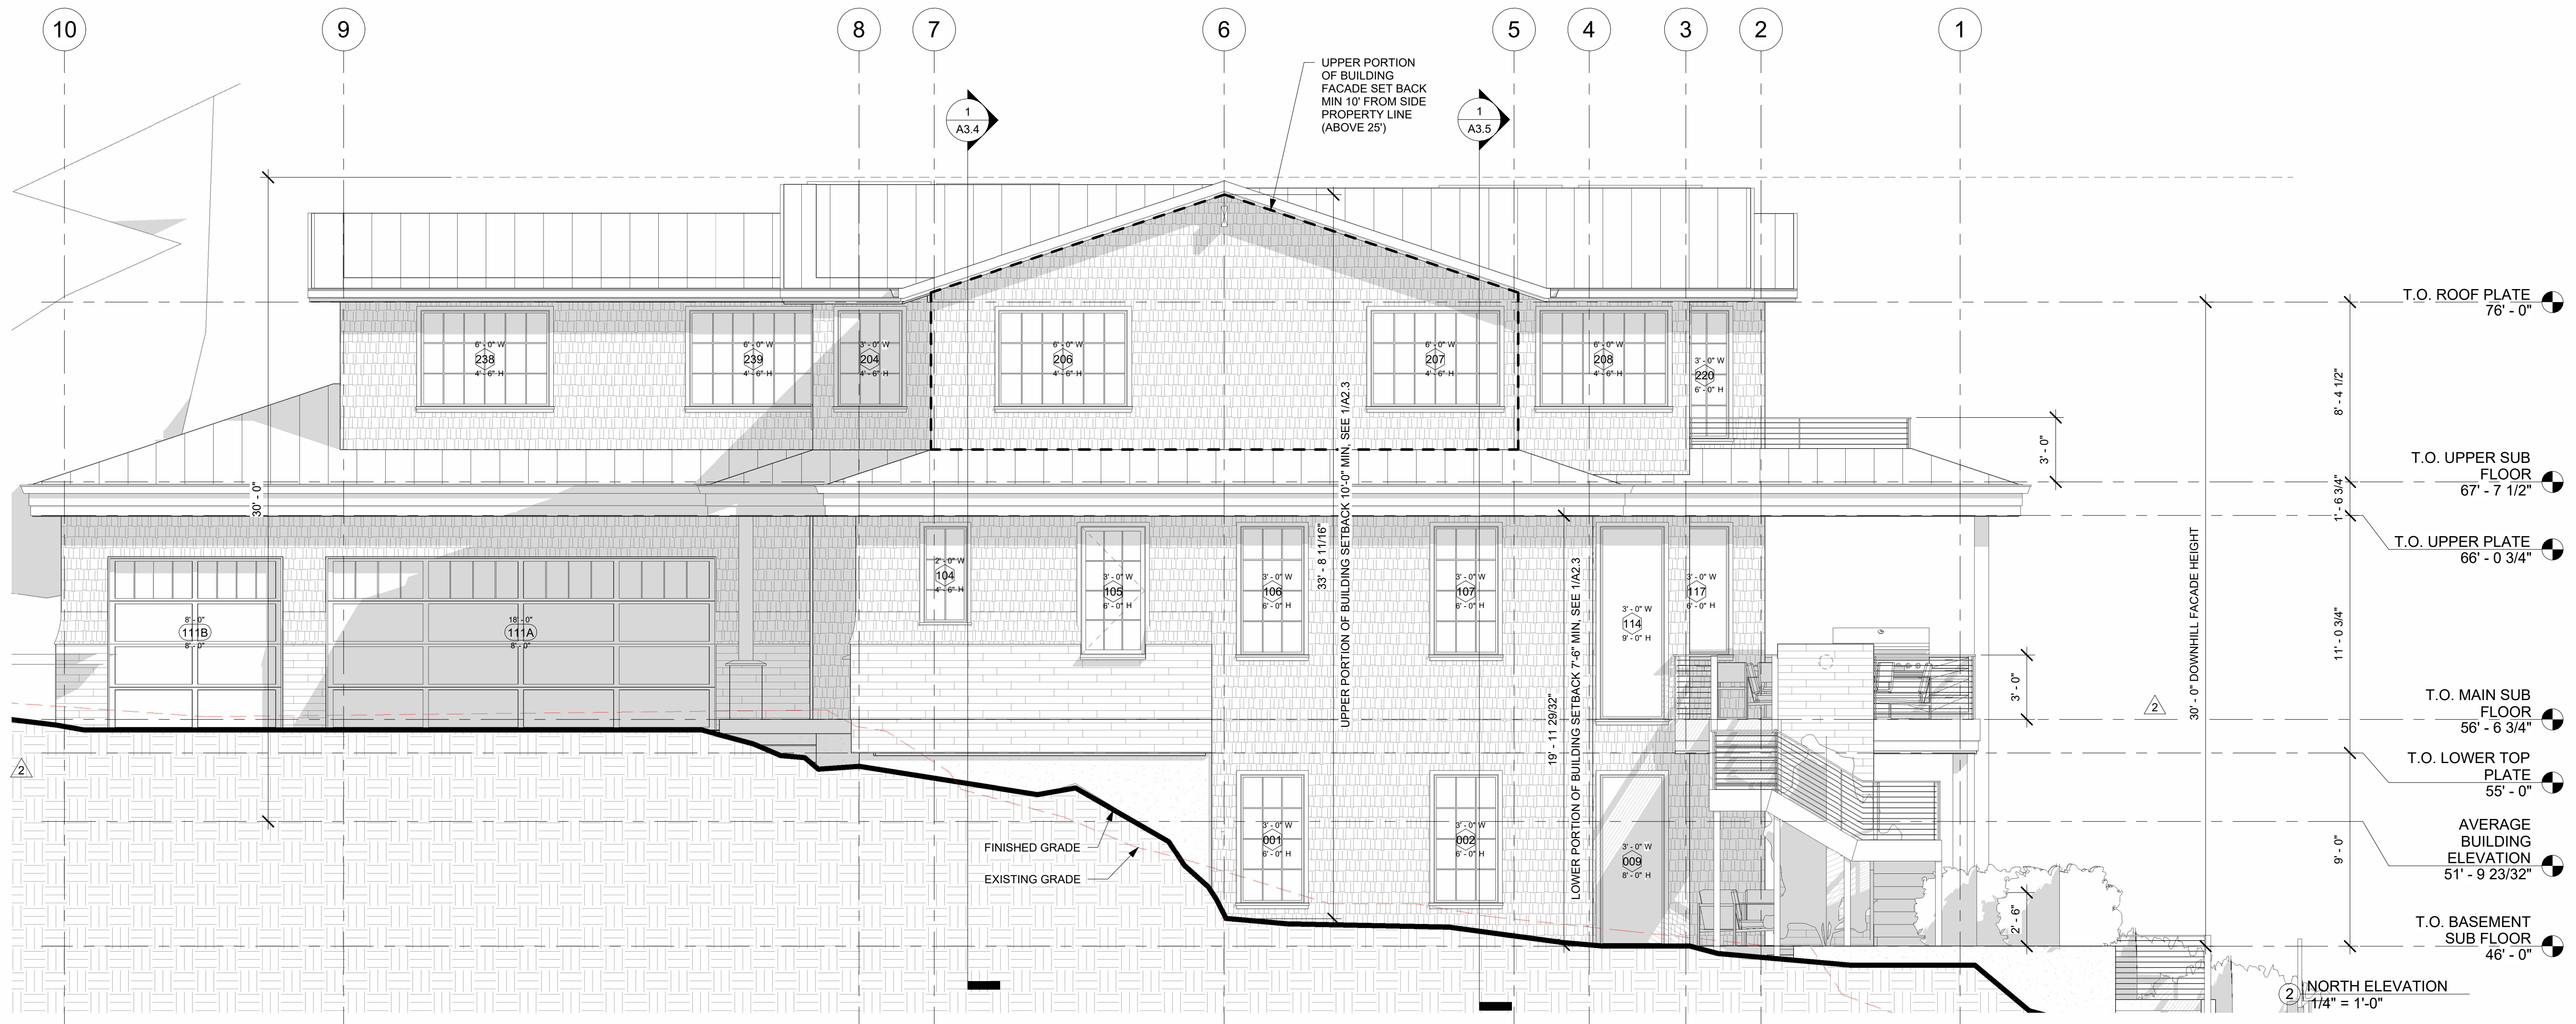 10
9
8
7
6
5
4
3
2
1
UPPER PORTION
OF BUILDING
FACADE SET BACK
MIN 10' FROM SIDE
PROPERTY LINE
(ABOVE 25')
1
A3.4
1
A3.5
T.O. ROOF PLATE
76' - 0"
6' - 0" W
238
4' - 6" H
6' - 0" W
239
4' - 6" H
3' - 0" W
204
4' - 6" H
6' - 0" W
206
4' - 6" H
6' - 0" W
207
4' - 6" H
6' - 0" W
208
4' - 6" H
3' - 0" W
220
6' - 0" H
8' - 4 1/2"
3' - 0"
T.O. UPPER SUB
FLOOR
67' - 7 1/2"
30' - 0"
1' - 6 3/4"
T.O. UPPER PLATE
66' - 0 3/4"
33' - 8 11/16"
UPPER PORTION OF BUILDING SETBACK 10'-0" MIN, SEE 1/A2.3
19' - 11 29/32"
LOWER PORTION OF BUILDING SETBACK 7'-6" MIN, SEE 1/A2.3
30' - 0" DOWNHILL FACADE HEIGHT
11' - 0 3/4"
2' - 0" W
104
4' - 6" H
3' - 0" W
105
6' - 0" H
3' - 0" W
106
6' - 0" H
3' - 0" W
107
6' - 0" H
3' - 0" W
114
9' - 0" H
3' - 0" W
117
6' - 0" H
8' - 0"
111B
8' - 0"
18' - 0"
111A
8' - 0"
3' - 0"
2
T.O. MAIN SUB
FLOOR
56' - 6 3/4"
2
T.O. LOWER TOP
PLATE
55' - 0"
AVERAGE
BUILDING
ELEVATION
51' - 9 23/32"
9' - 0"
FINISHED GRADE
EXISTING GRADE
3' - 0" W
001
6' - 0" H
3' - 0" W
002
6' - 0" H
3' - 0" W
009
8' - 0" H
2' - 6"
T.O. BASEMENT
SUB FLOOR
46' - 0"
2
NORTH ELEVATION
1/4" = 1'-0"